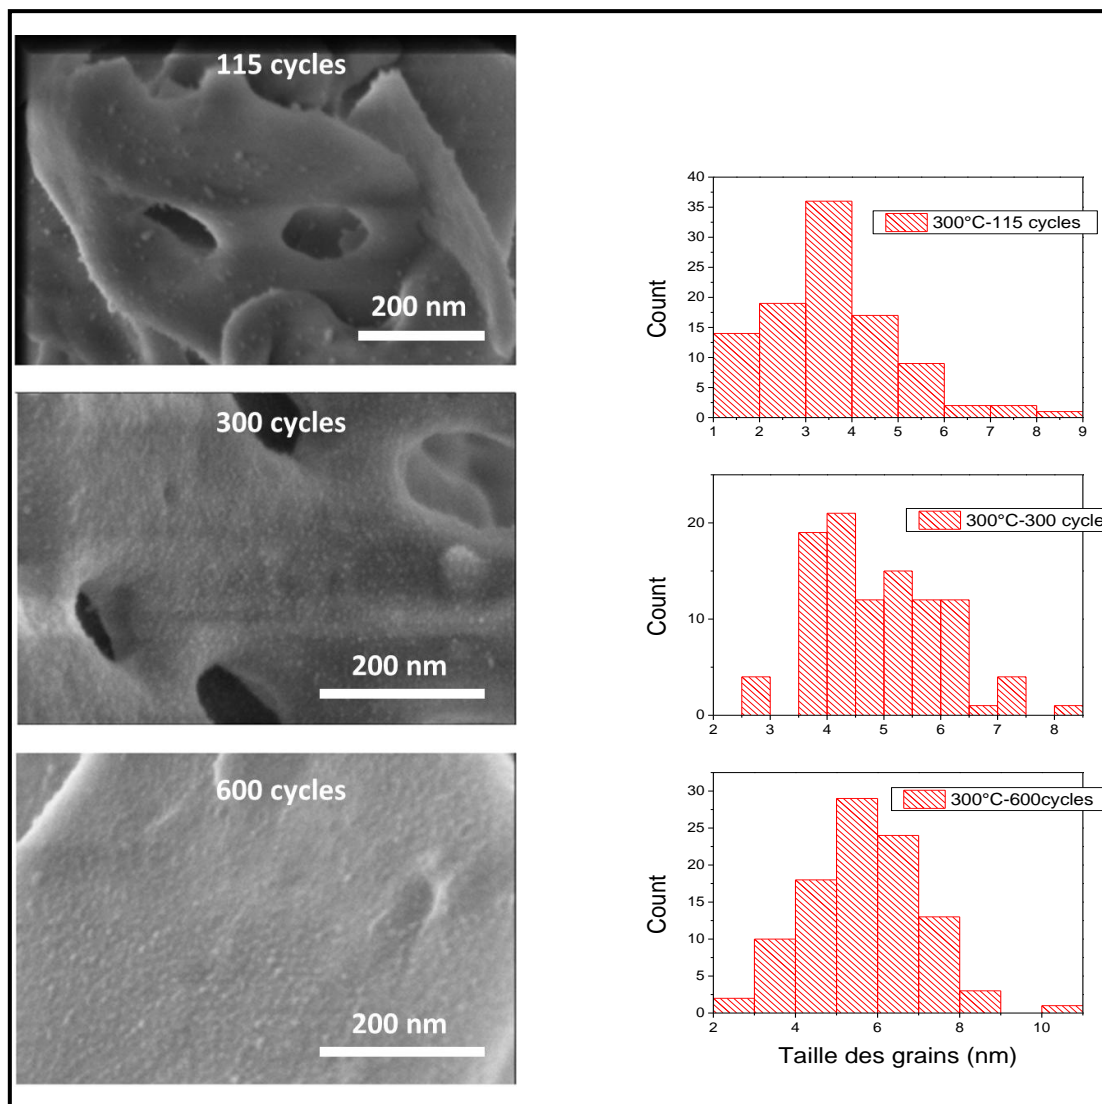 115 cycles
200 nm
300 cycles
200 nm
600 cycles
200 nm
40
35
30
25
20
15
10
5
0
Count
300°C-115 cycles
1 2 3 4 5 6 7 8 9
20
10
0
Count
300°C-300 cycle
2 3 4 5 6 7 8
30
25
20
15
10
5
0
Count
300°C-600cycles
2 4 6 8 10
Taille des grains (nm)